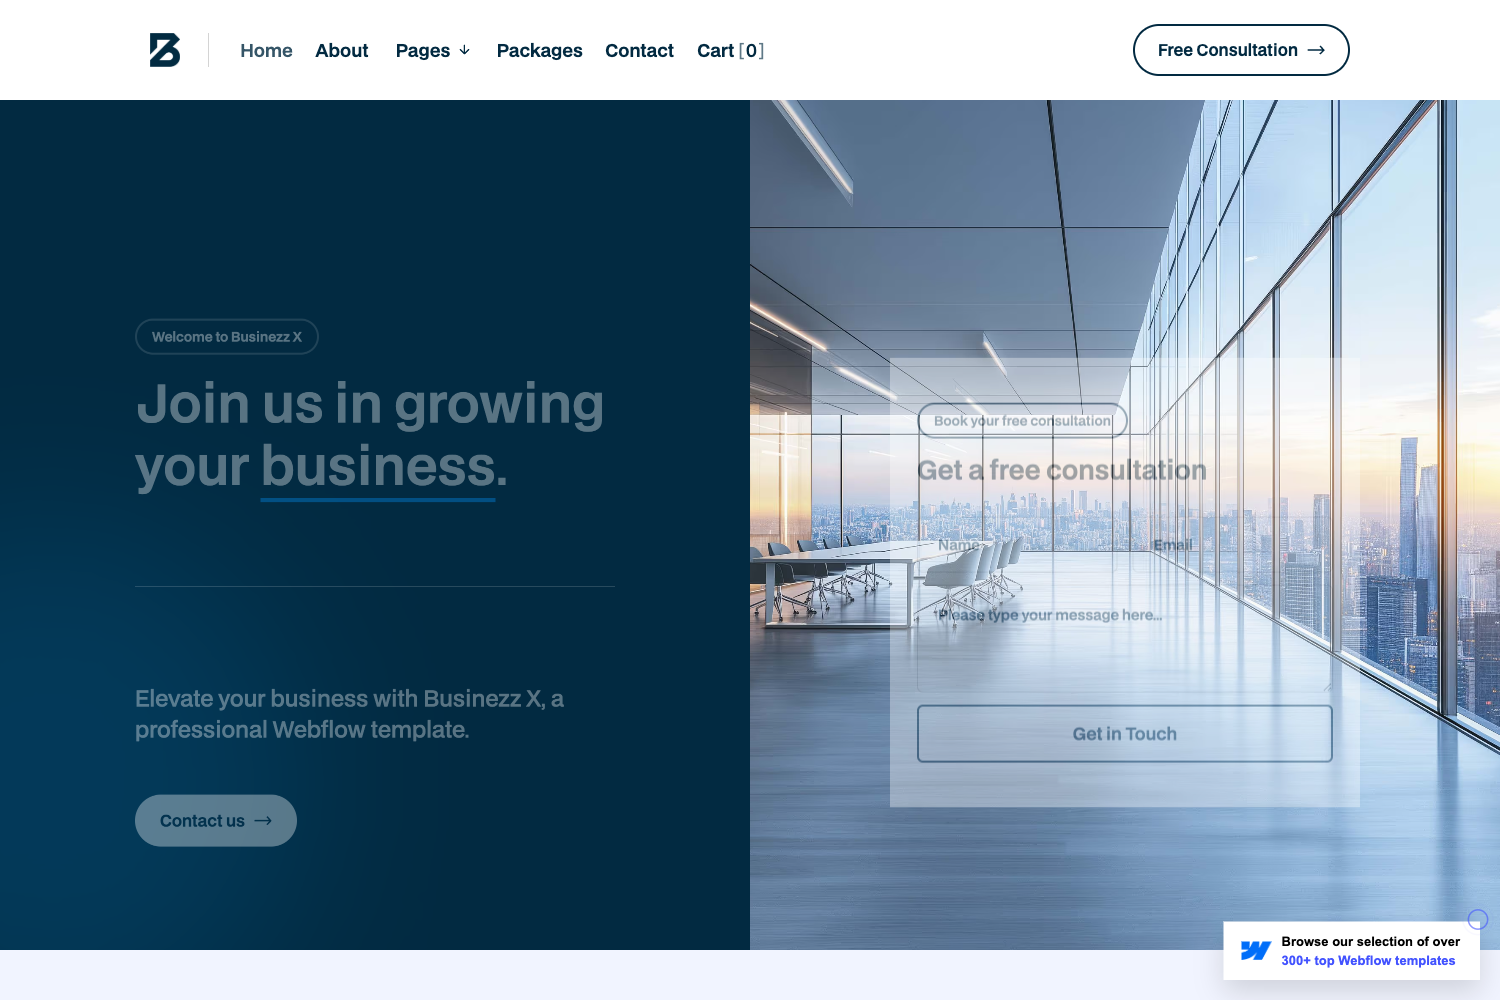 Home About Pages Packages Contact Cart [0]
Free Consultation
Welcome to Businezz X
Join us in growing
your business.
Elevate your business with Businezz X, a
professional Webflow template.
Contact us
Book your free consultation
Get a free consultation
Name
Email
Please type your message here...
Get in Touch
Browse our selection of over
300+ top Webflow templates